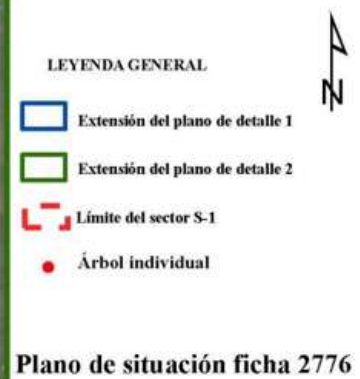 N
LEYENDA GENERAL
Extensión del plano de detalle 1
Extensión del plano de detalle 2
Límite del sector S-1
Árbol individual
Plano de situación ficha 2776